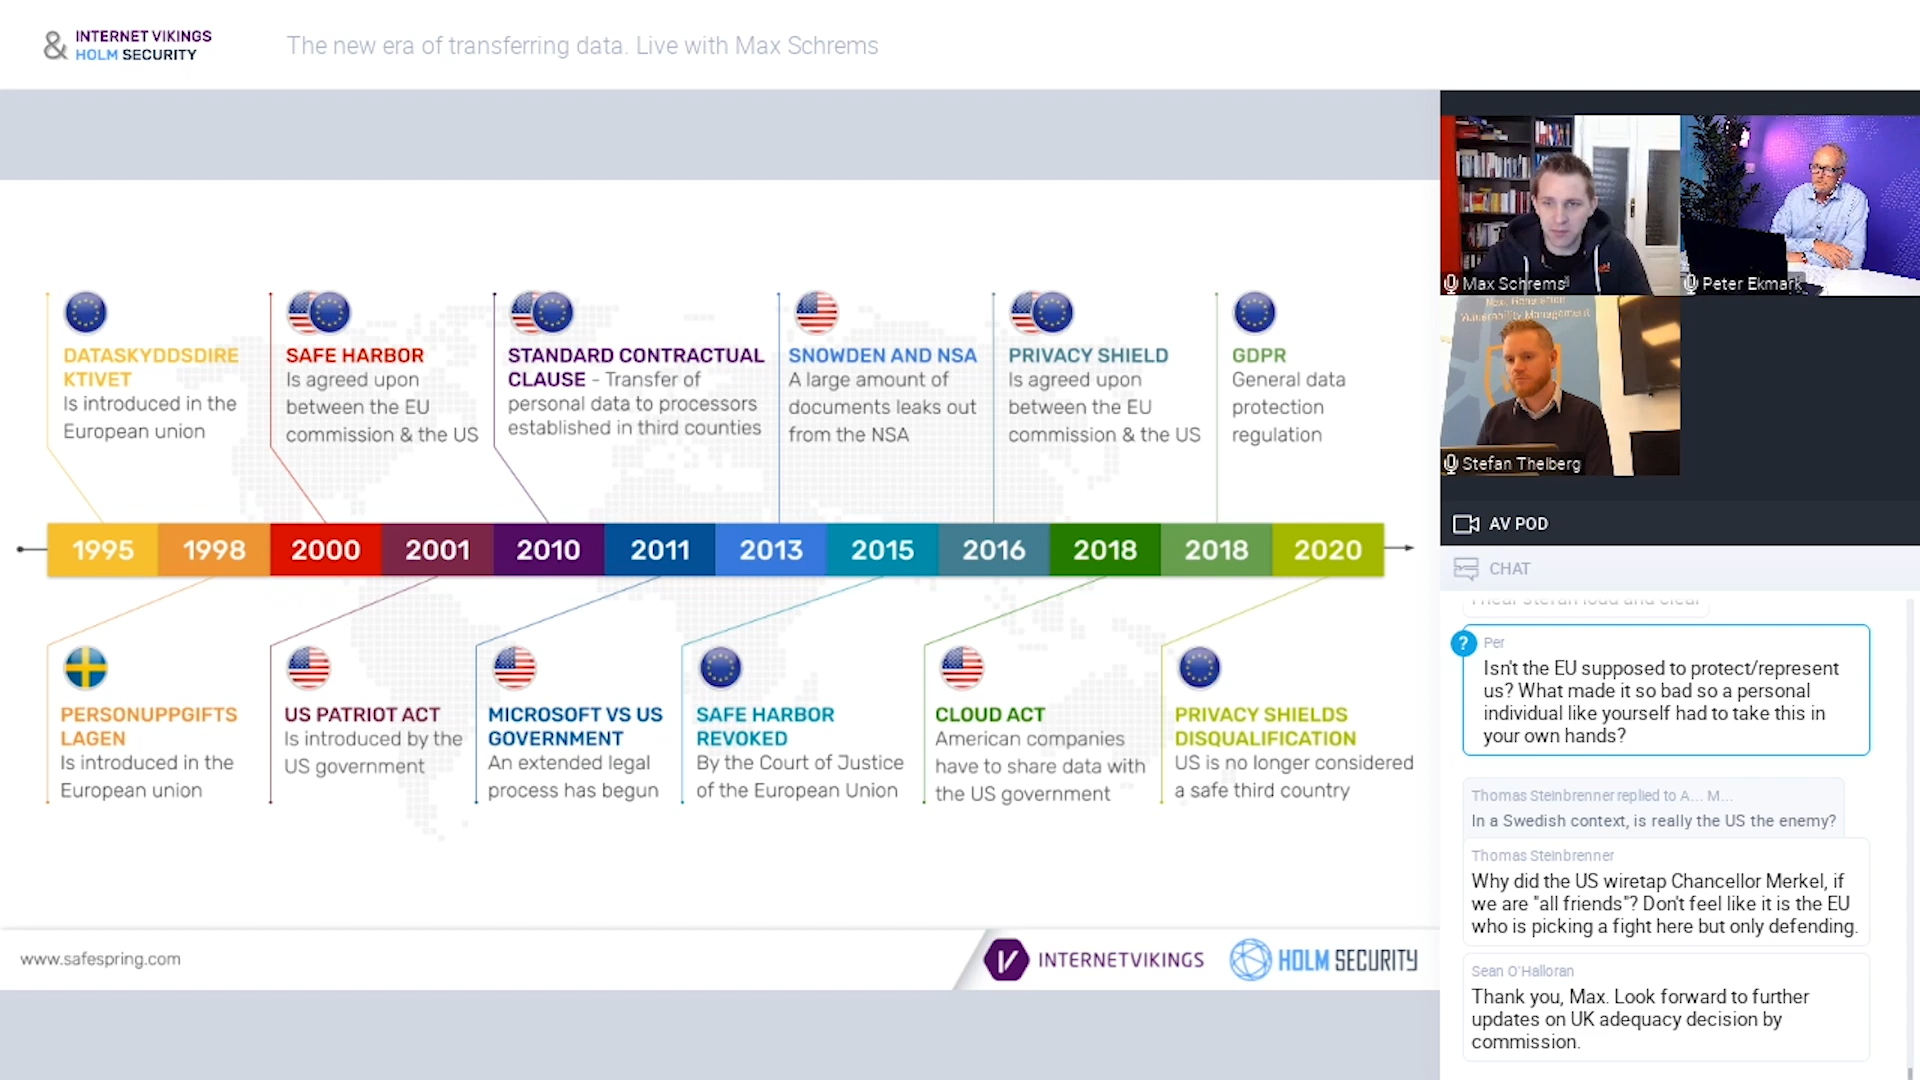 & INTERNET VIKINGS
HOLM SECURITY
The new era of transferring data. Live with Max Schrems
DATASKYDDSDIRE
KTIVET
Is introduced in the
European union
SAFE HARBOR
Is agreed upon
between the EU
commission & the US
STANDARD CONTRACTUAL
CLAUSE - Transfer of
personal data to processors
established in third counties
SNOWDEN AND NSA
A large amount of
documents leaks out
from the NSA
PRIVACY SHIELD
Is agreed upon
between the EU
commission & the US
GDPR
General data
protection
regulation
1995 1998 2000 2001 2010 2011 2013 2015 2016 2018 2018 2020
PERSONUPPGIFTS
LAGEN
Is introduced in the
European union
US PATRIOT ACT
Is introduced by the
US government
MICROSOFT VS US
GOVERNMENT
An extended legal
process has begun
SAFE HARBOR
REVOKED
By the Court of Justice
of the European Union
CLOUD ACT
American companies
have to share data with
the US government
PRIVACY SHIELDS
DISQUALIFICATION
US is no longer considered
a safe third country
www.safespring.com
INTERNETVIKINGS
HOLM SECURITY
Max Schrems
Peter Ekmark
Next Generation
Vulnerability Management
Stefan Thelberg
AV POD
CHAT
I hear stefan loud and clear
?
Per
Isn't the EU supposed to protect/represent
us? What made it so bad so a personal
individual like yourself had to take this in
your own hands?
Thomas Steinbrenner replied to A... M...
In a Swedish context, is really the US the enemy?
Thomas Steinbrenner
Why did the US wiretap Chancellor Merkel, if
we are "all friends"? Don't feel like it is the EU
who is picking a fight here but only defending.
Sean O'Halloran
Thank you, Max. Look forward to further
updates on UK adequacy decision by
commission.